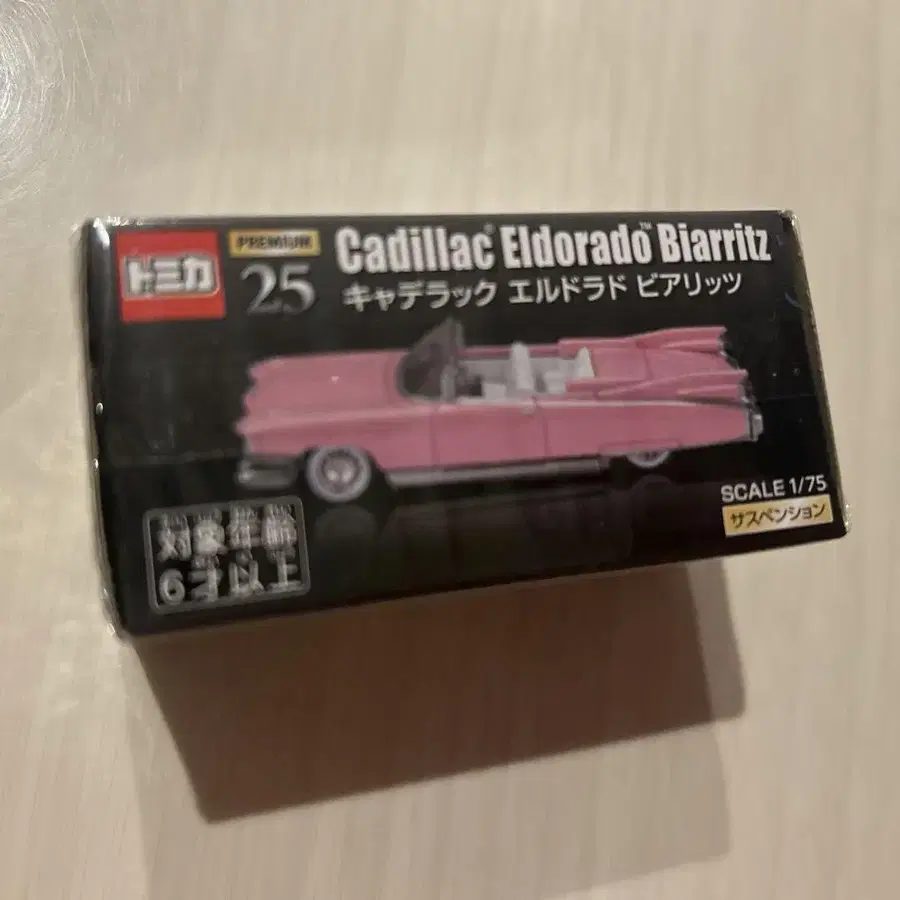 トミカ
PREMIUM
25
Cadillac® Eldorado™ Biarritz
キャデラック エルドラド ビアリッツ
SCALE 1/75
サスペンション
対象年齢
6才以上